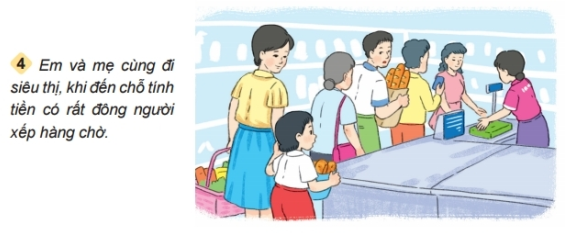 4 Em và mẹ cùng đi
siêu thị, khi đến chỗ tính
tiền có rất đông người
xếp hàng chờ.